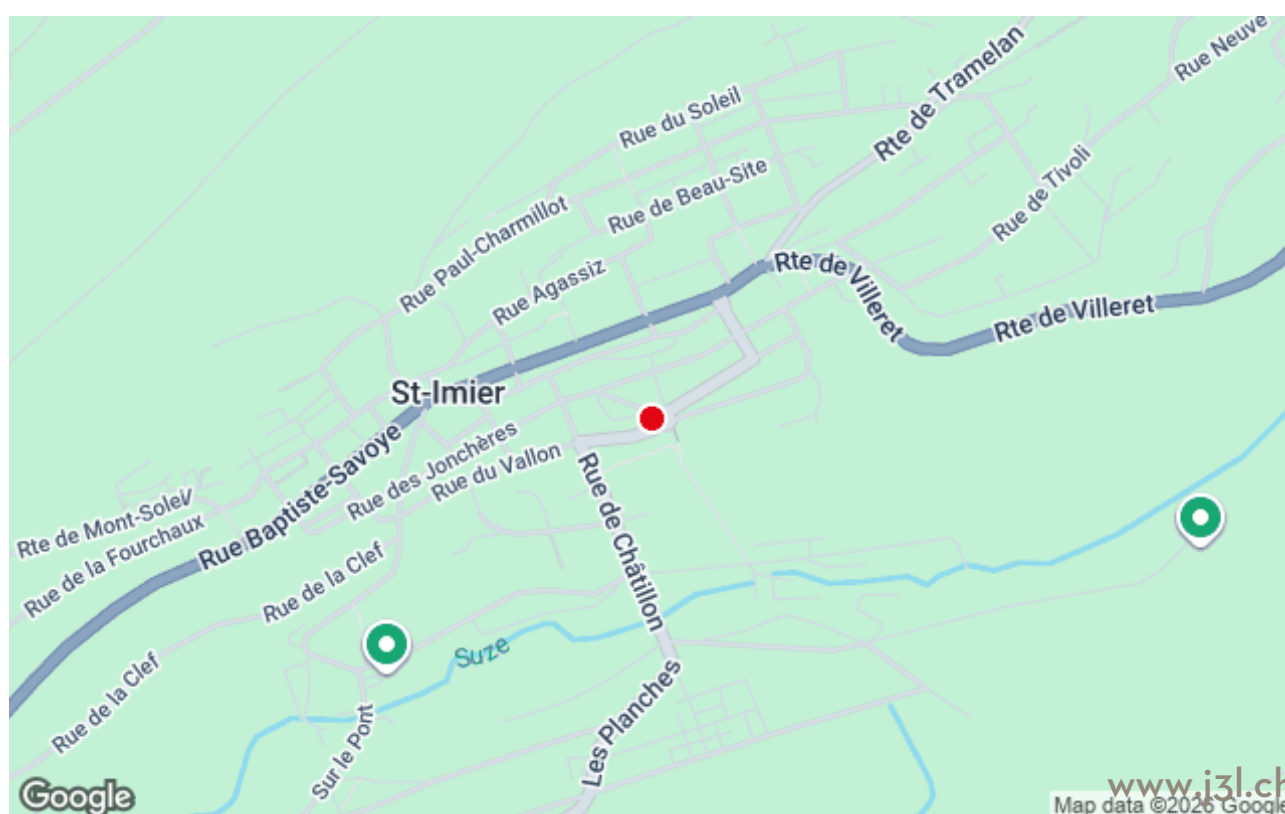 Rue Neuve
Rte de Tramelan
Rue du Soleil
Rue de Tivoli
Rue de Beau-Site
Rue Paul-Charmillot
Rue Agassiz
Rte de Villeret
Rte de Villeret
St-Imier
Rue des Jonchères
Rue du Vallon
Rue Baptiste-Savoye
Rte de Mont-Soleil
Rue de la Fourchaux
Rue de Châtillon
Rue de la Clef
Suze
Rue de la Clef
Les Planches
Sur le Pont
Google
www.j3l.ch
Map data ©2026 Google